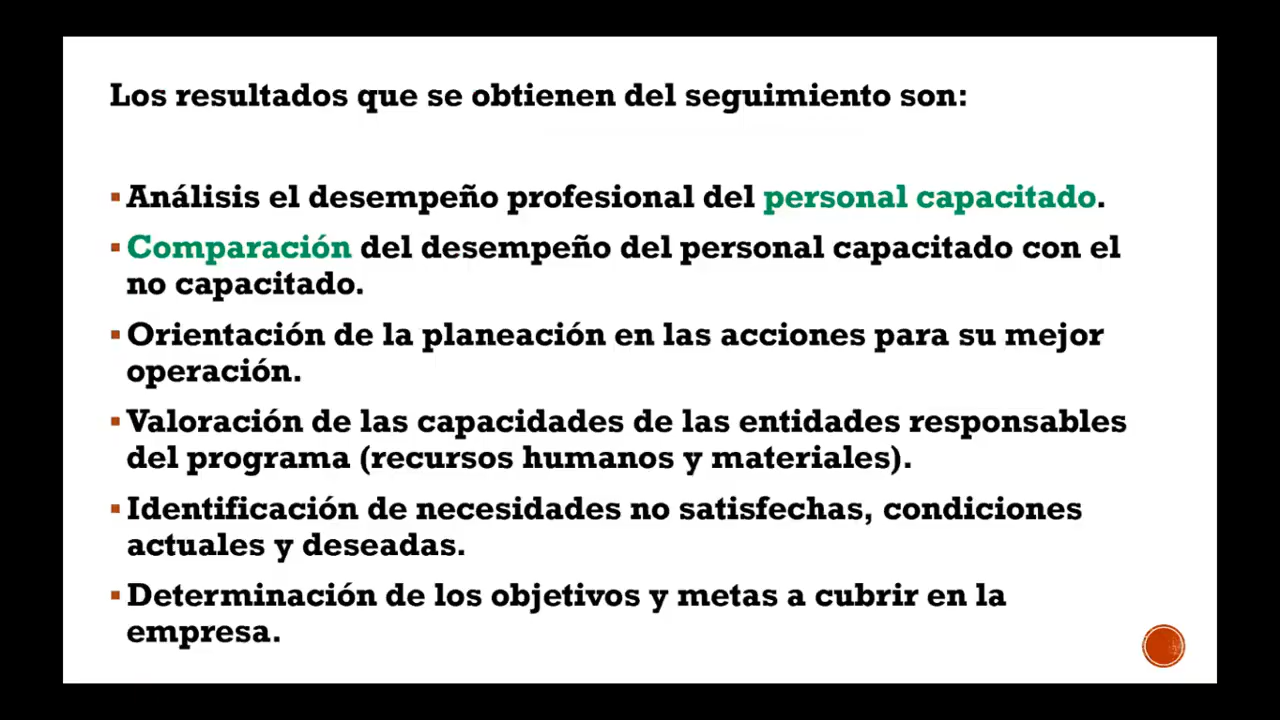 Los resultados que se obtienen del seguimiento son:
Análisis el desempeño profesional del personal capacitado.
Comparación del desempeño del personal capacitado con el
no capacitado.
Orientación de la planeación en las acciones para su mejor
operación.
Valoración de las capacidades de las entidades responsables
del programa (recursos humanos y materiales).
Identificación de necesidades no satisfechas, condiciones
actuales y deseadas.
Determinación de los objetivos y metas a cubrir en la
empresa.